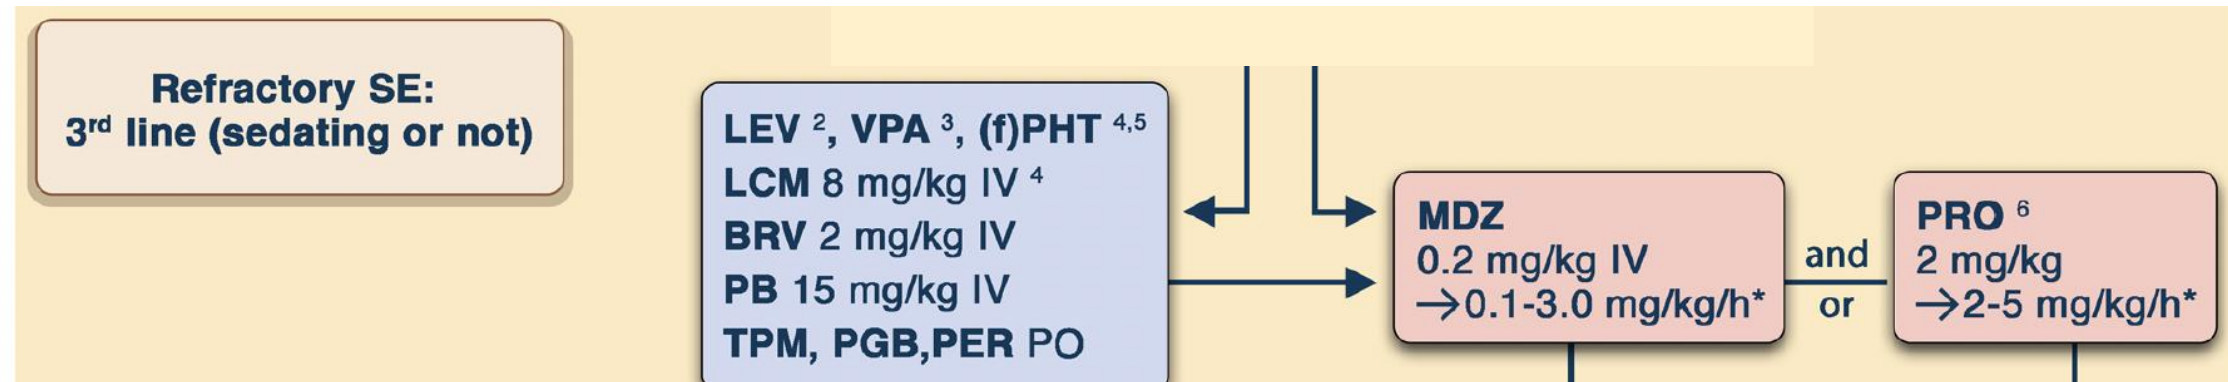 Refractory SE:
3rd line (sedating or not)
LEV 2, VPA 3, (f)PHT 4,5
LCM 8 mg/kg IV 4
BRV 2 mg/kg IV
PB 15 mg/kg IV
TPM, PGB,PER PO
MDZ
0.2 mg/kg IV
→0.1-3.0 mg/kg/h*
and
or
PRO 6
2 mg/kg
→2-5 mg/kg/h*